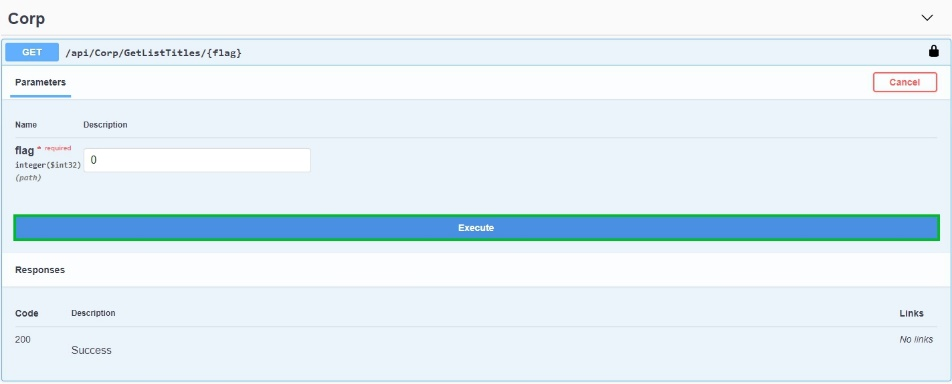 Corp
GET /api/Corp/GetListTitles/{flag}
Parameters
Cancel
Name Description
flag * required
integer($int32)
(path)
0
Execute
Responses
Code Description Links
200 Success No links